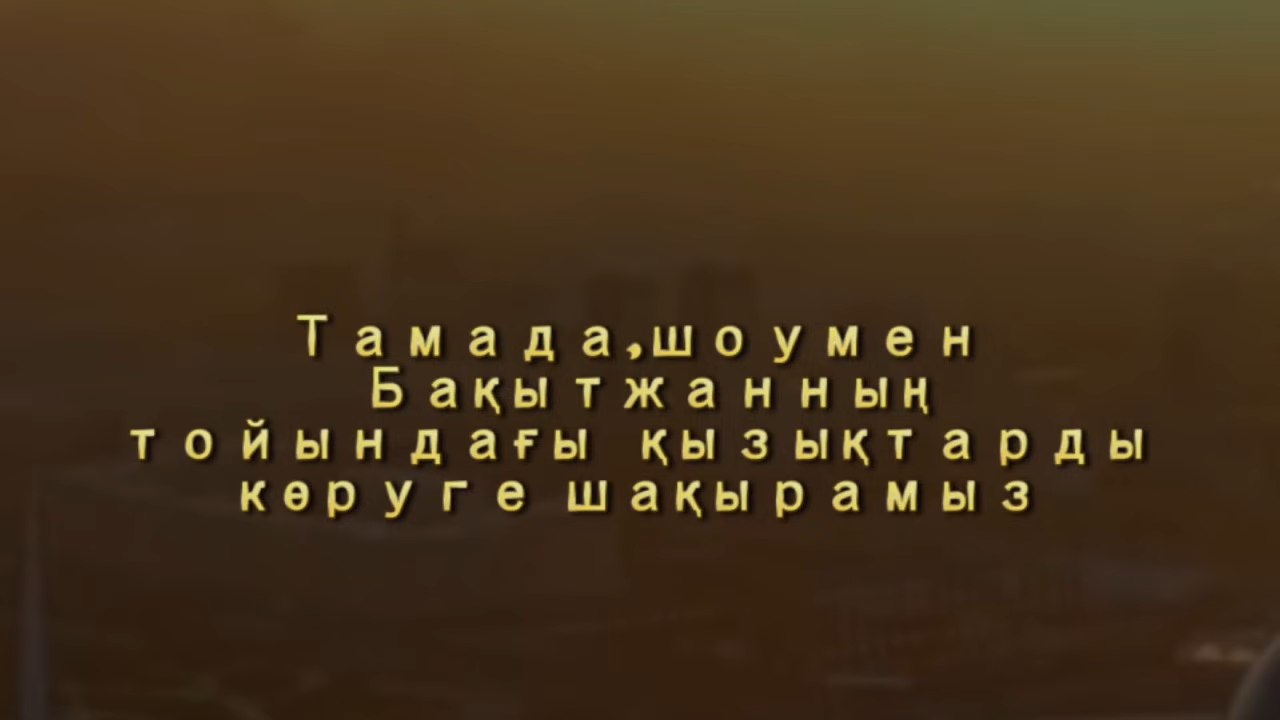 Тамада,шоумен
Бақытжанның
тойындағы қызықтарды
көруге шақырамыз